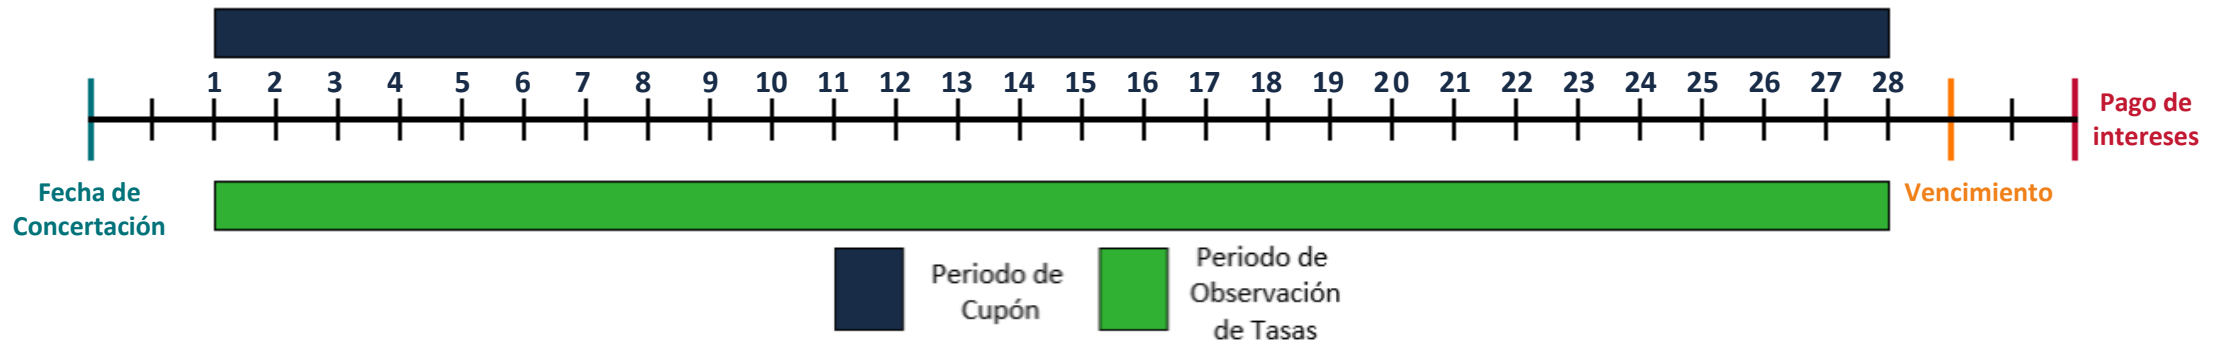 1 2 3 4 5 6 7 8 9 10 11 12 13 14 15 16 17 18 19 20 21 22 23 24 25 26 27 28
Pago de
intereses
Fecha de
Concertación
Vencimiento
Periodo de
Cupón
Periodo de
Observación
de Tasas